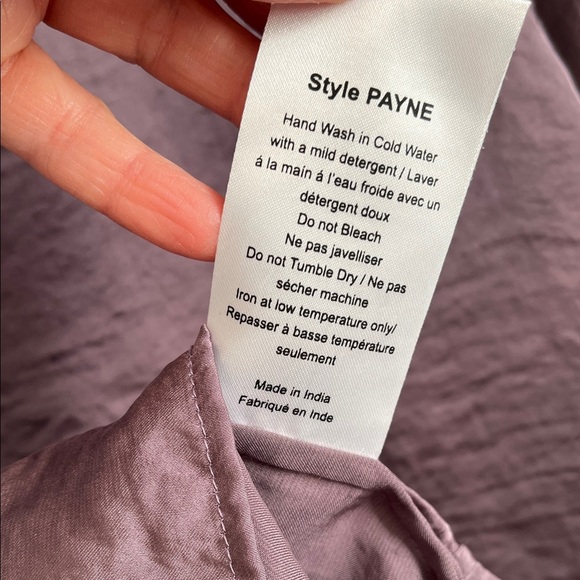 Style PAYNE
Hand Wash in Cold Water
with a mild detergent / Laver
á la main á l'eau froide avec un
détergent doux
Do not Bleach
Ne pas javelliser
Do not Tumble Dry / Ne pas
sécher machine
Iron at low temperature only/
Repasser à basse température
seulement
Made in India
Fabriqué en Inde